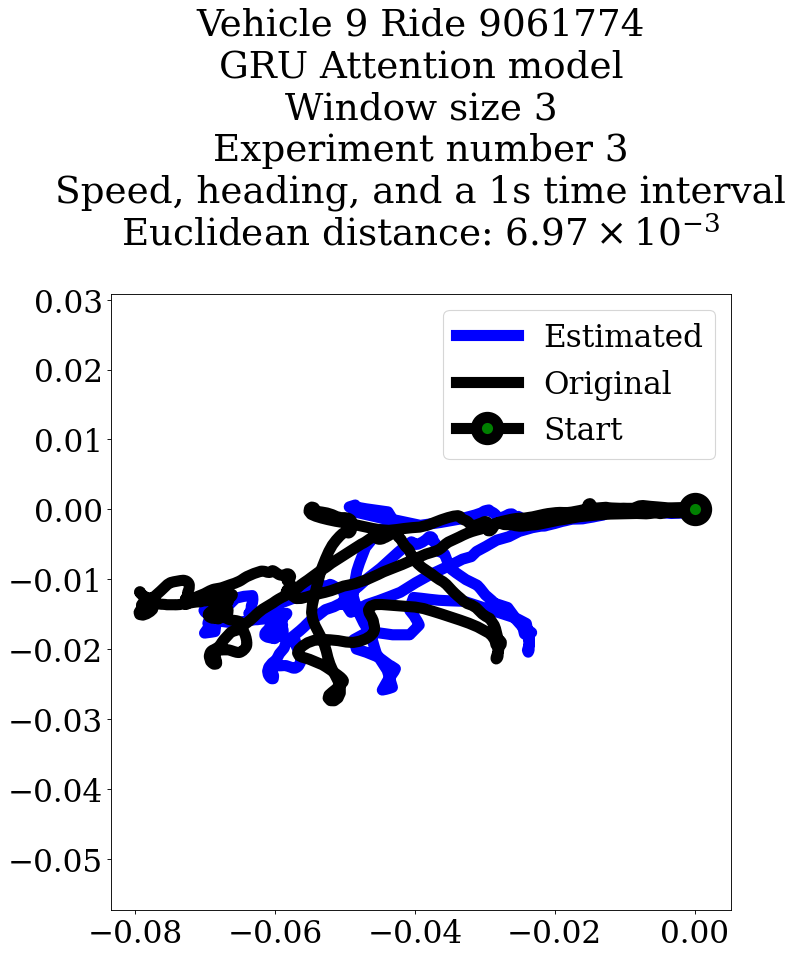 Vehicle 9 Ride 9061774
GRU Attention model
Window size 3
Experiment number 3
Speed, heading, and a 1s time interval
Euclidean distance: 6.97 × 10⁻³
Estimated
Original
Start
0.03
0.02
0.01
0.00
−0.01
−0.02
−0.03
−0.04
−0.05
−0.08 −0.06 −0.04 −0.02 0.00